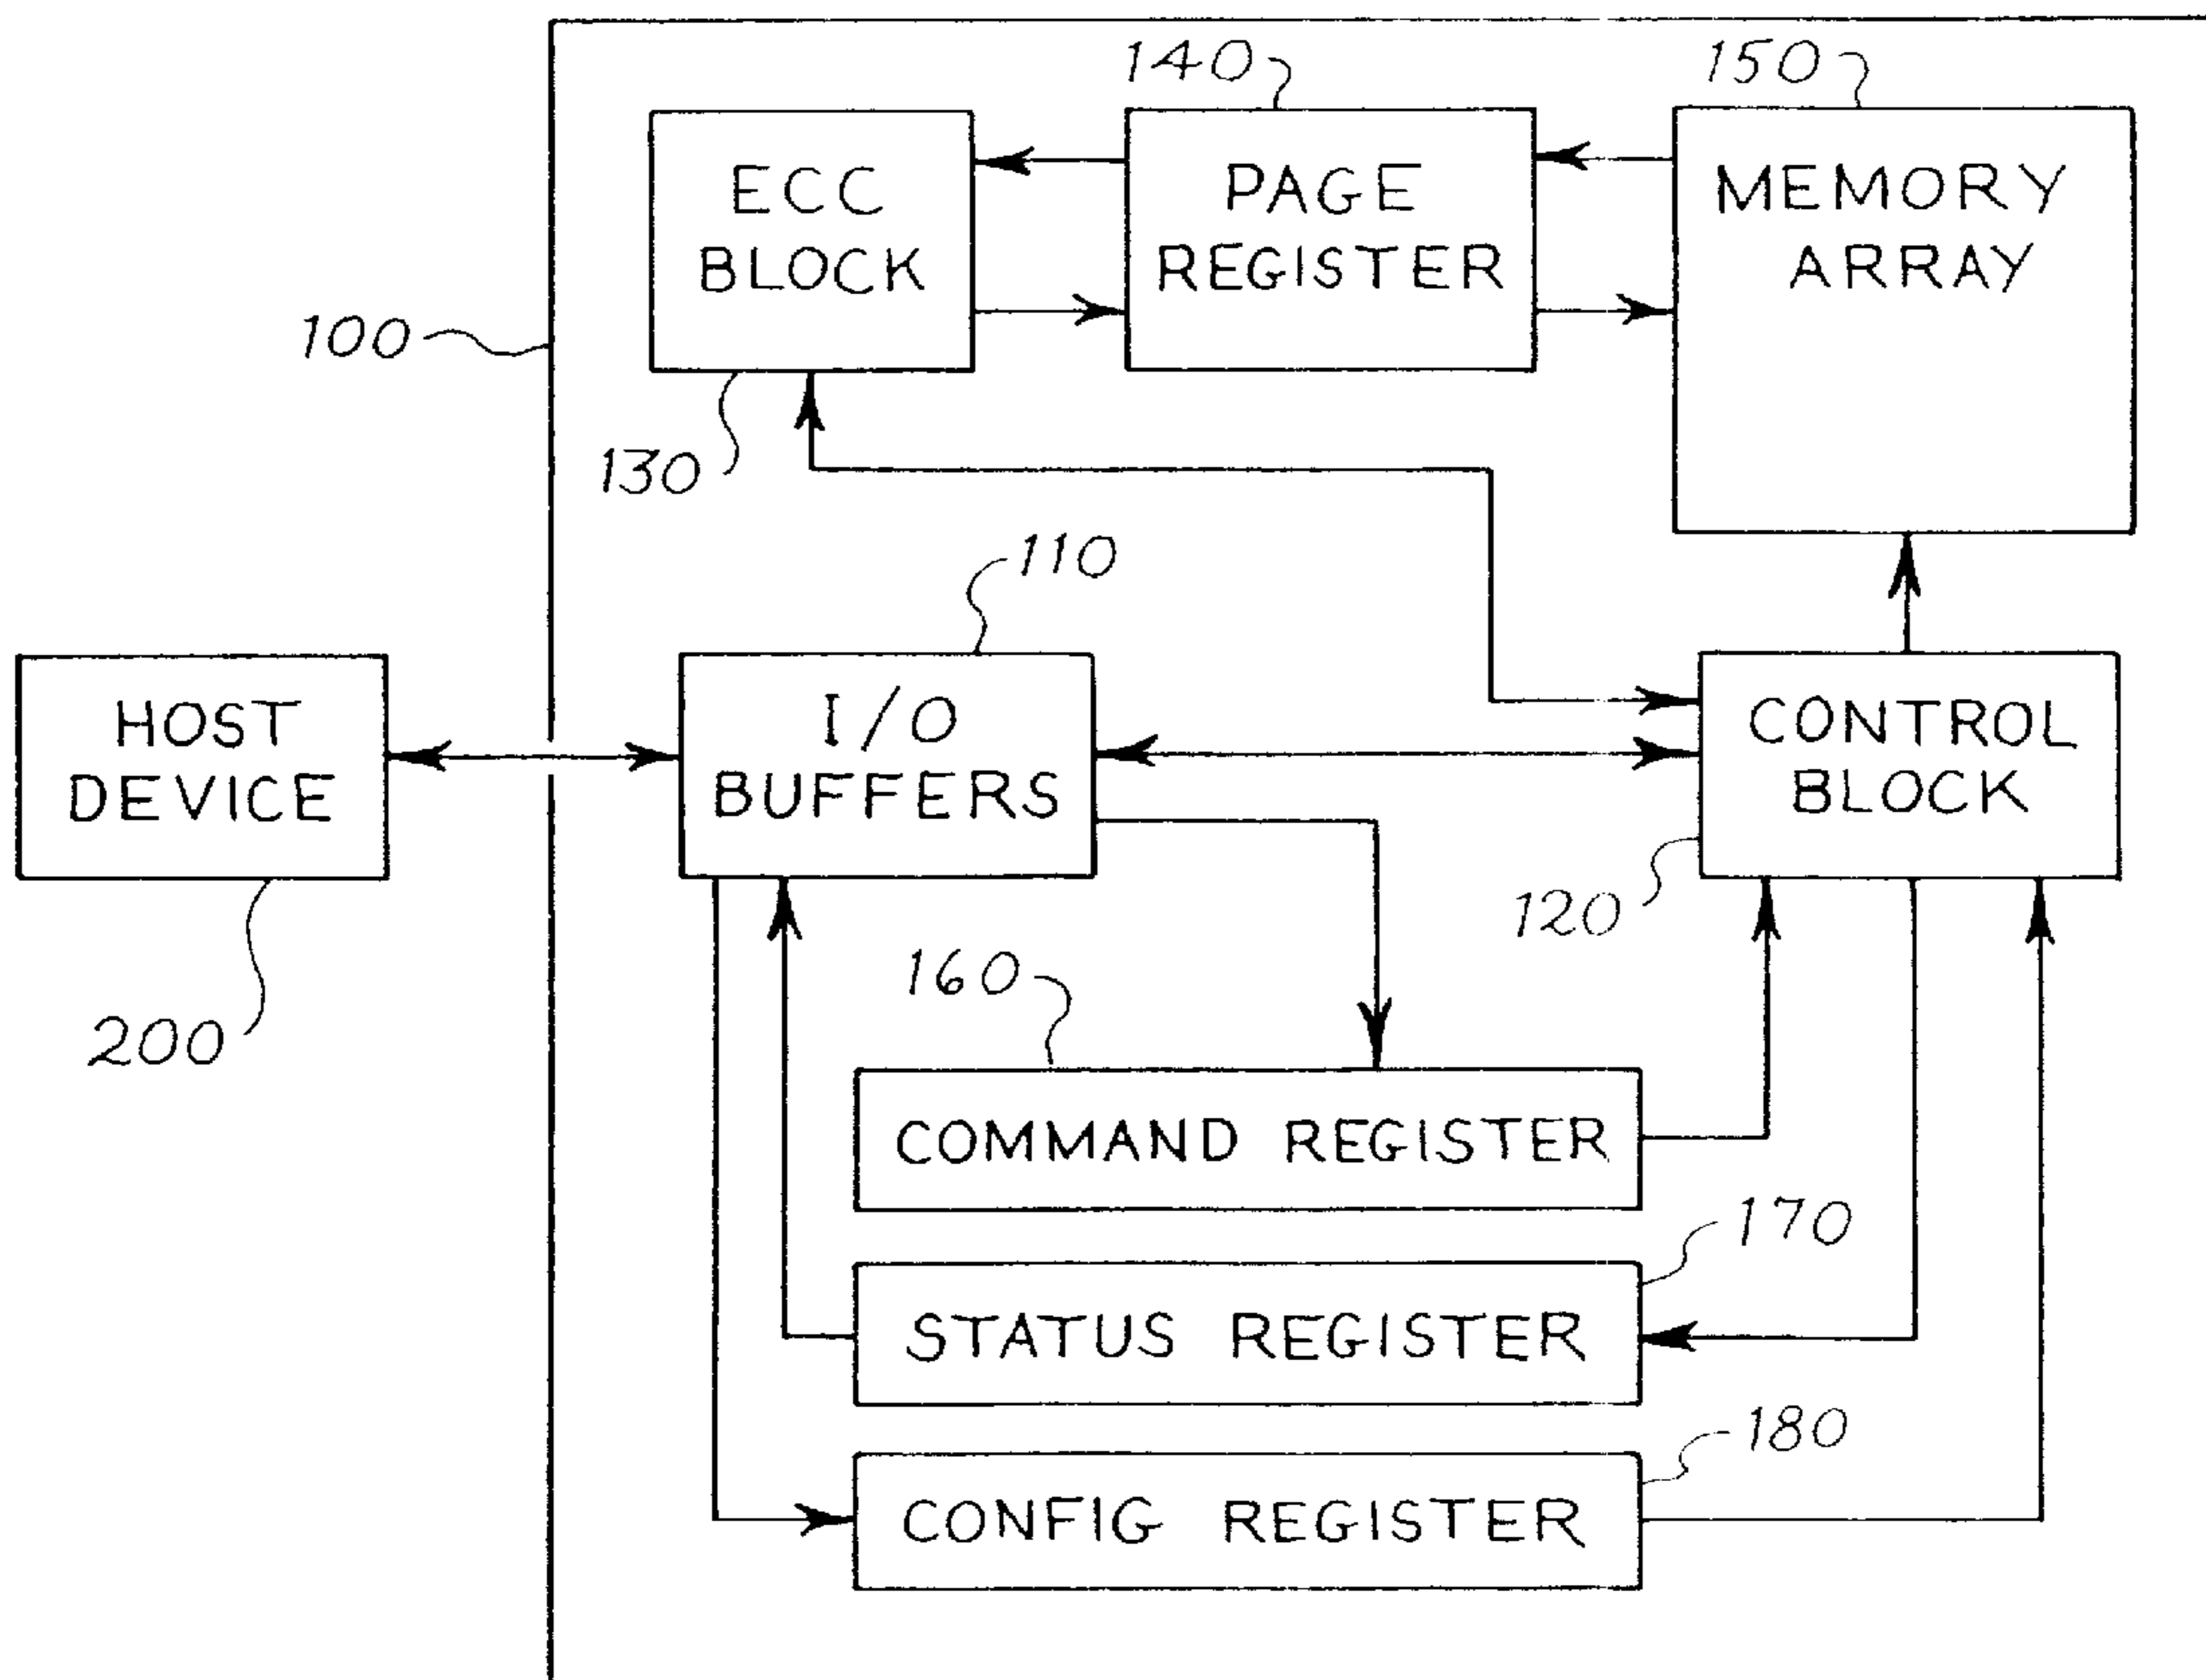 140
150
ECC
BLOCK
PAGE
REGISTER
MEMORY
ARRAY
100
130
110
HOST
DEVICE
I/O
BUFFERS
CONTROL
BLOCK
120
200
160
COMMAND REGISTER
170
STATUS REGISTER
180
CONFIG REGISTER